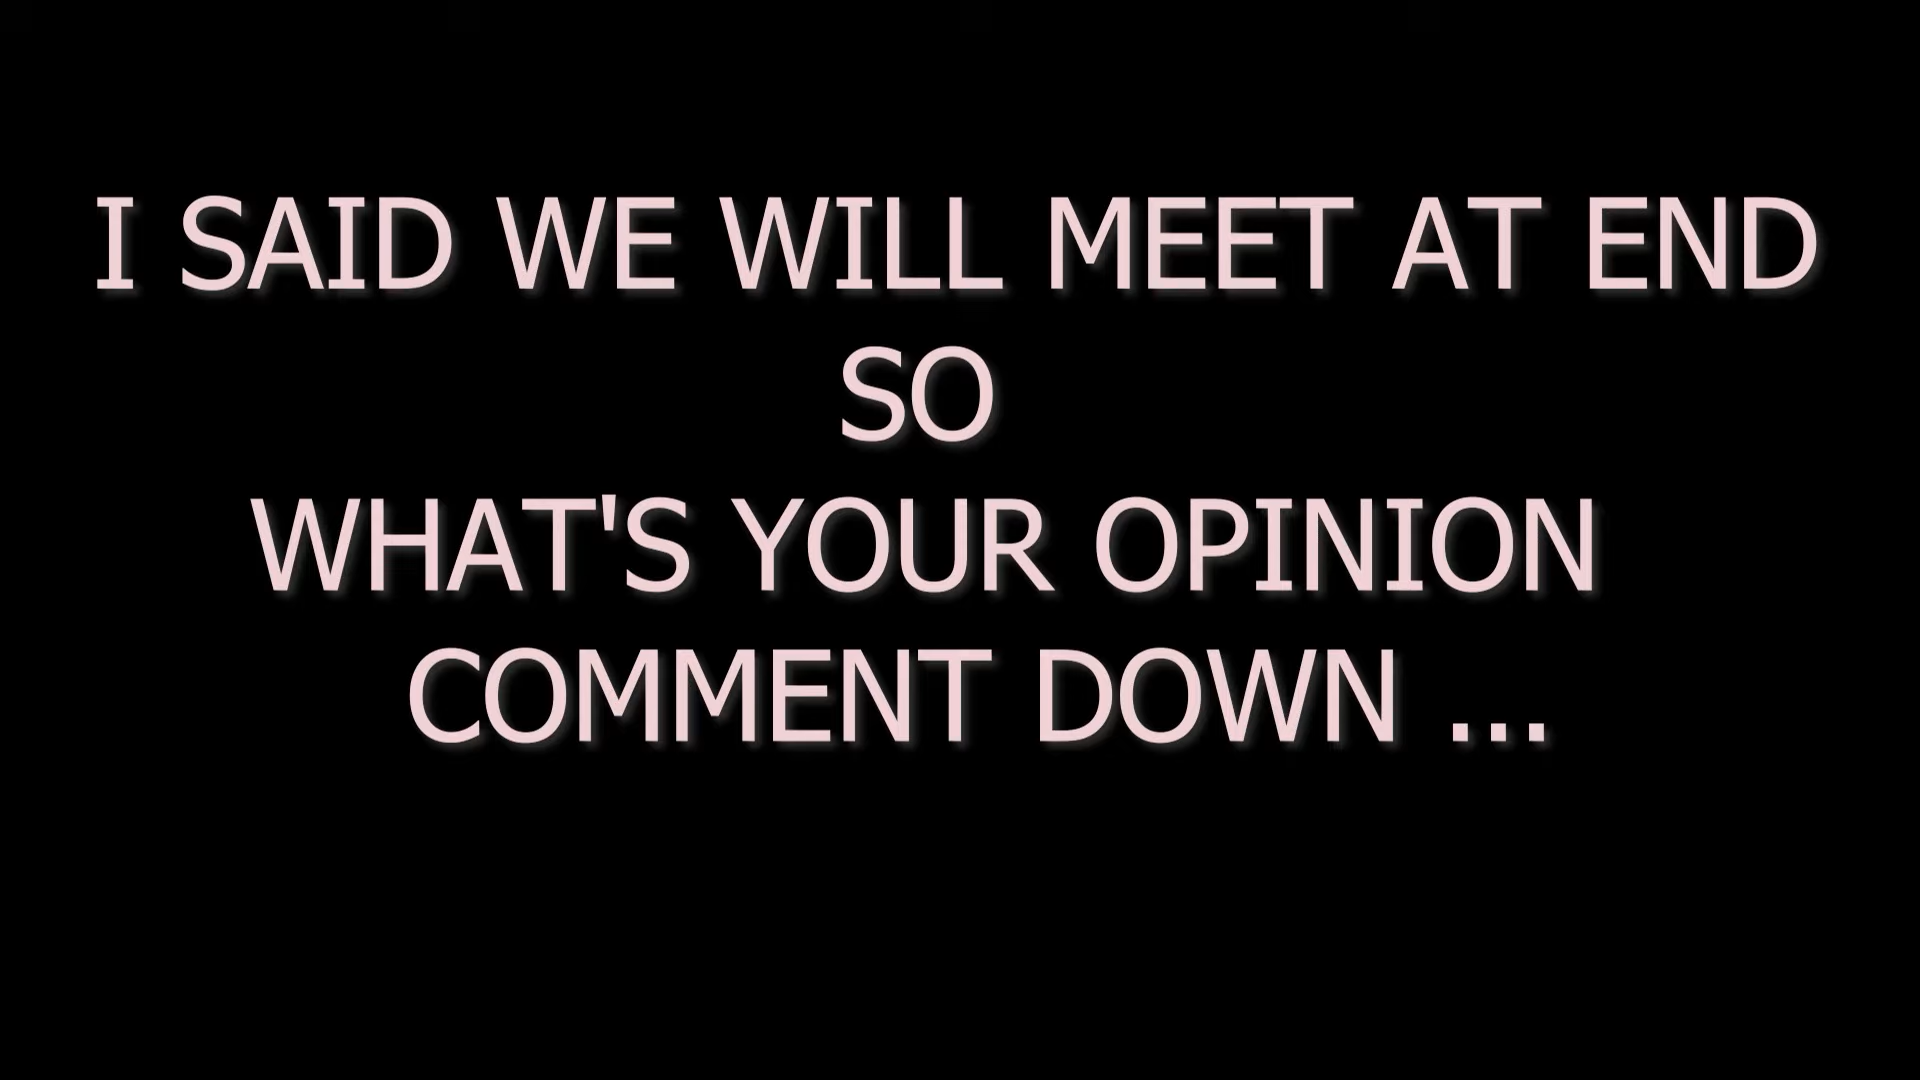 I SAID WE WILL MEET AT END
SO
WHAT'S YOUR OPINION
COMMENT DOWN ...